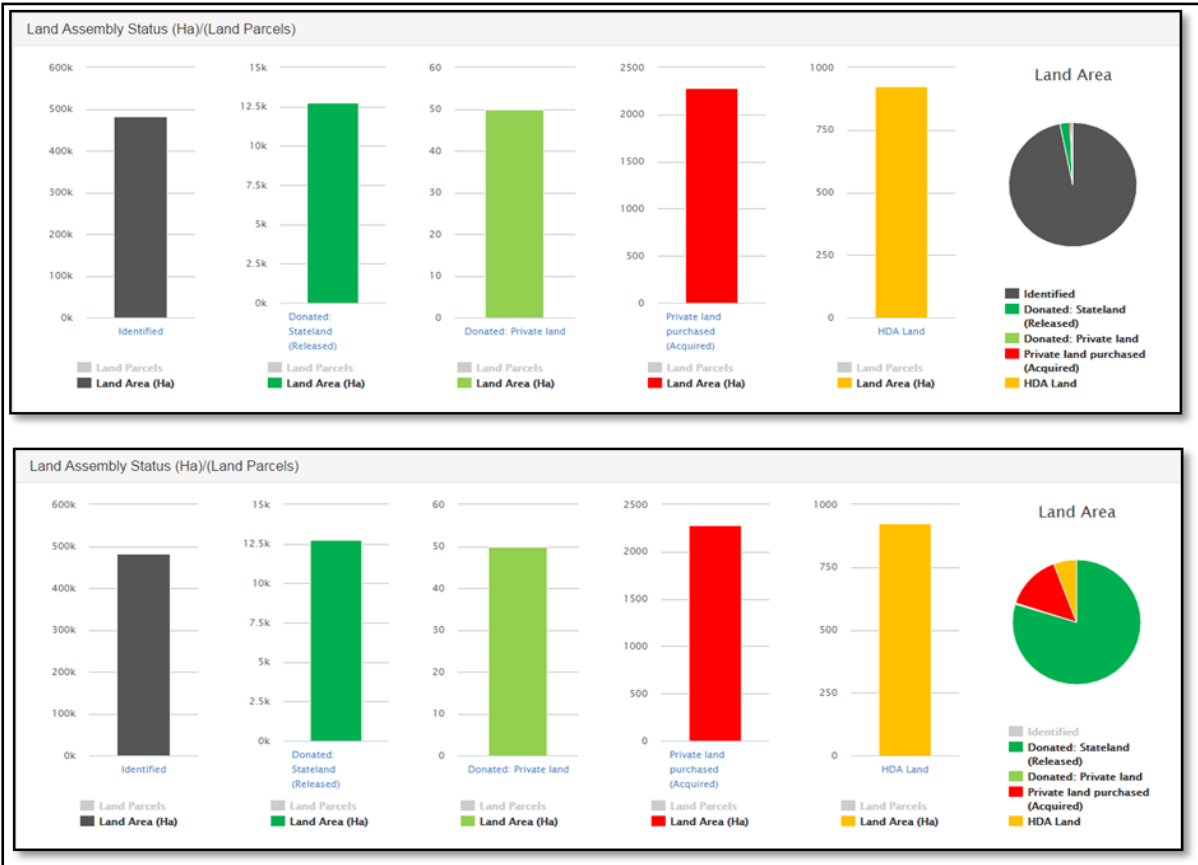 Land Assembly Status (Ha)/(Land Parcels)
600k
500k
400k
300k
200k
100k
0k
Identified
Land Parcels
Land Area (Ha)
15k
12.5k
10k
7.5k
5k
2.5k
0k
Donated:
Stateland
(Released)
Land Parcels
Land Area (Ha)
60
50
40
30
20
10
0
Donated: Private land
Land Parcels
Land Area (Ha)
2500
2000
1500
1000
500
0
Private land
purchased
(Acquired)
Land Parcels
Land Area (Ha)
1000
750
500
250
0
HDA Land
Land Parcels
Land Area (Ha)
Land Area
Identified
Donated: Stateland
(Released)
Donated: Private land
Private land purchased
(Acquired)
HDA Land
Land Assembly Status (Ha)/(Land Parcels)
600k
500k
400k
300k
200k
100k
0k
Identified
Land Parcels
Land Area (Ha)
15k
12.5k
10k
7.5k
5k
2.5k
0k
Donated:
Stateland
(Released)
Land Parcels
Land Area (Ha)
60
50
40
30
20
10
0
Donated: Private land
Land Parcels
Land Area (Ha)
2500
2000
1500
1000
500
0
Private land
purchased
(Acquired)
Land Parcels
Land Area (Ha)
1000
750
500
250
0
HDA Land
Land Parcels
Land Area (Ha)
Land Area
Identified
Donated: Stateland
(Released)
Donated: Private land
Private land purchased
(Acquired)
HDA Land